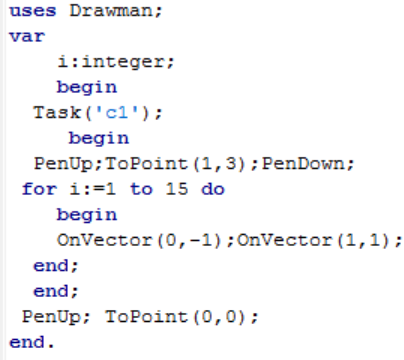 uses Drawman;
var
i:integer;
begin
Task('c1');
begin
PenUp;ToPoint(1,3);PenDown;
for i:=1 to 15 do
begin
OnVector(0,-1);OnVector(1,1);
end;
end;
PenUp; ToPoint(0,0);
end.